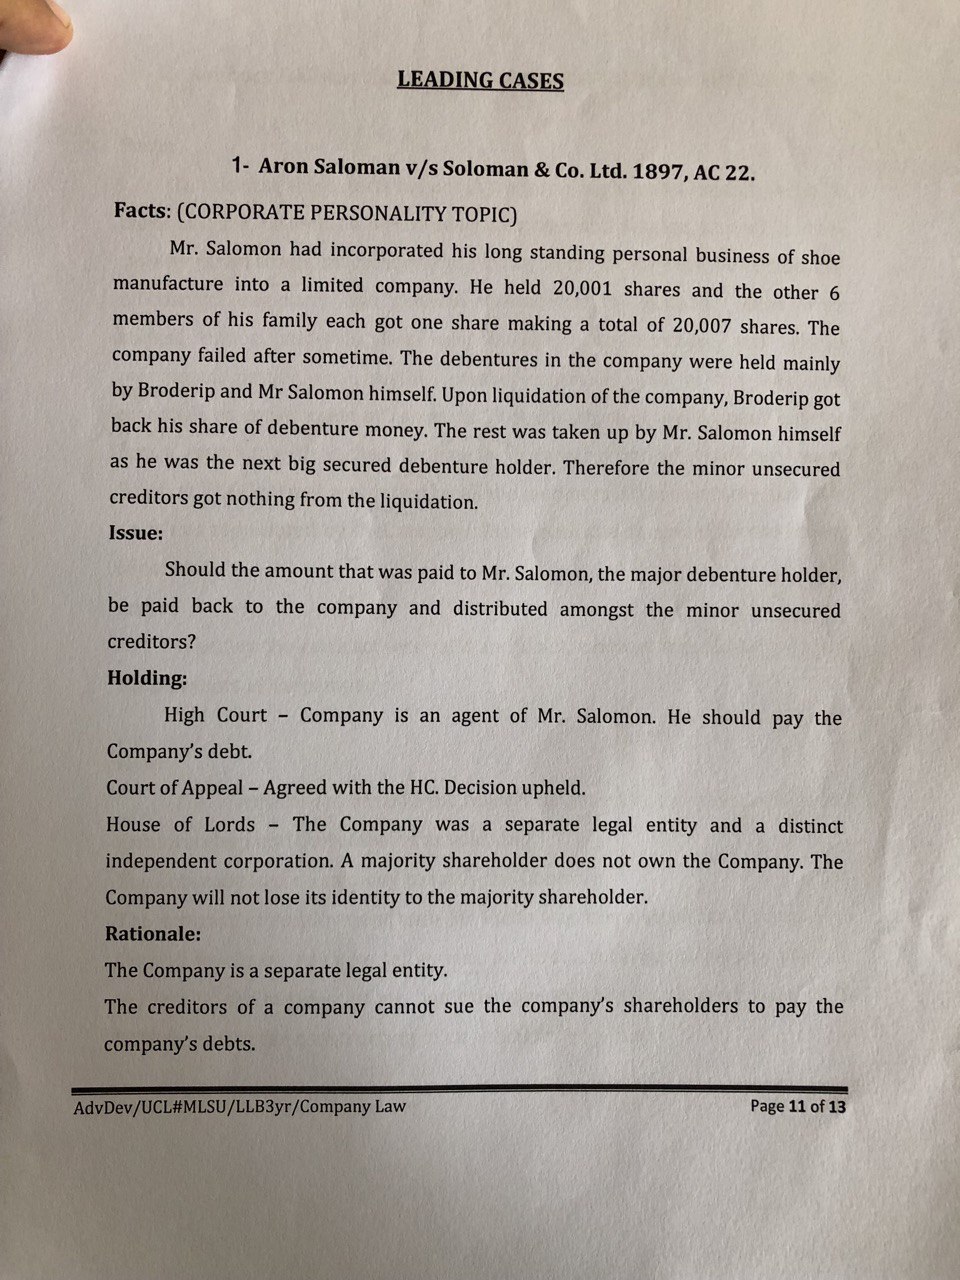 LEADING CASES
1- Aron Saloman v/s Soloman & Co. Ltd. 1897, AC 22.
Facts: (CORPORATE PERSONALITY TOPIC)
Mr. Salomon had incorporated his long standing personal business of shoe
manufacture into a limited company. He held 20,001 shares and the other 6
members of his family each got one share making a total of 20,007 shares. The
company failed after sometime. The debentures in the company were held mainly
by Broderip and Mr Salomon himself. Upon liquidation of the company, Broderip got
back his share of debenture money. The rest was taken up by Mr. Salomon himself
as he was the next big secured debenture holder. Therefore the minor unsecured
creditors got nothing from the liquidation.
Issue:
Should the amount that was paid to Mr. Salomon, the major debenture holder,
be paid back to the company and distributed amongst the minor unsecured
creditors?
Holding:
High Court – Company is an agent of Mr. Salomon. He should pay the
Company's debt.
Court of Appeal – Agreed with the HC. Decision upheld.
House of Lords – The Company was a separate legal entity and a distinct
independent corporation. A majority shareholder does not own the Company. The
Company will not lose its identity to the majority shareholder.
Rationale:
The Company is a separate legal entity.
The creditors of a company cannot sue the company's shareholders to pay the
company's debts.
AdvDev/UCL#MLSU/LLB3yr/Company Law Page 11 of 13